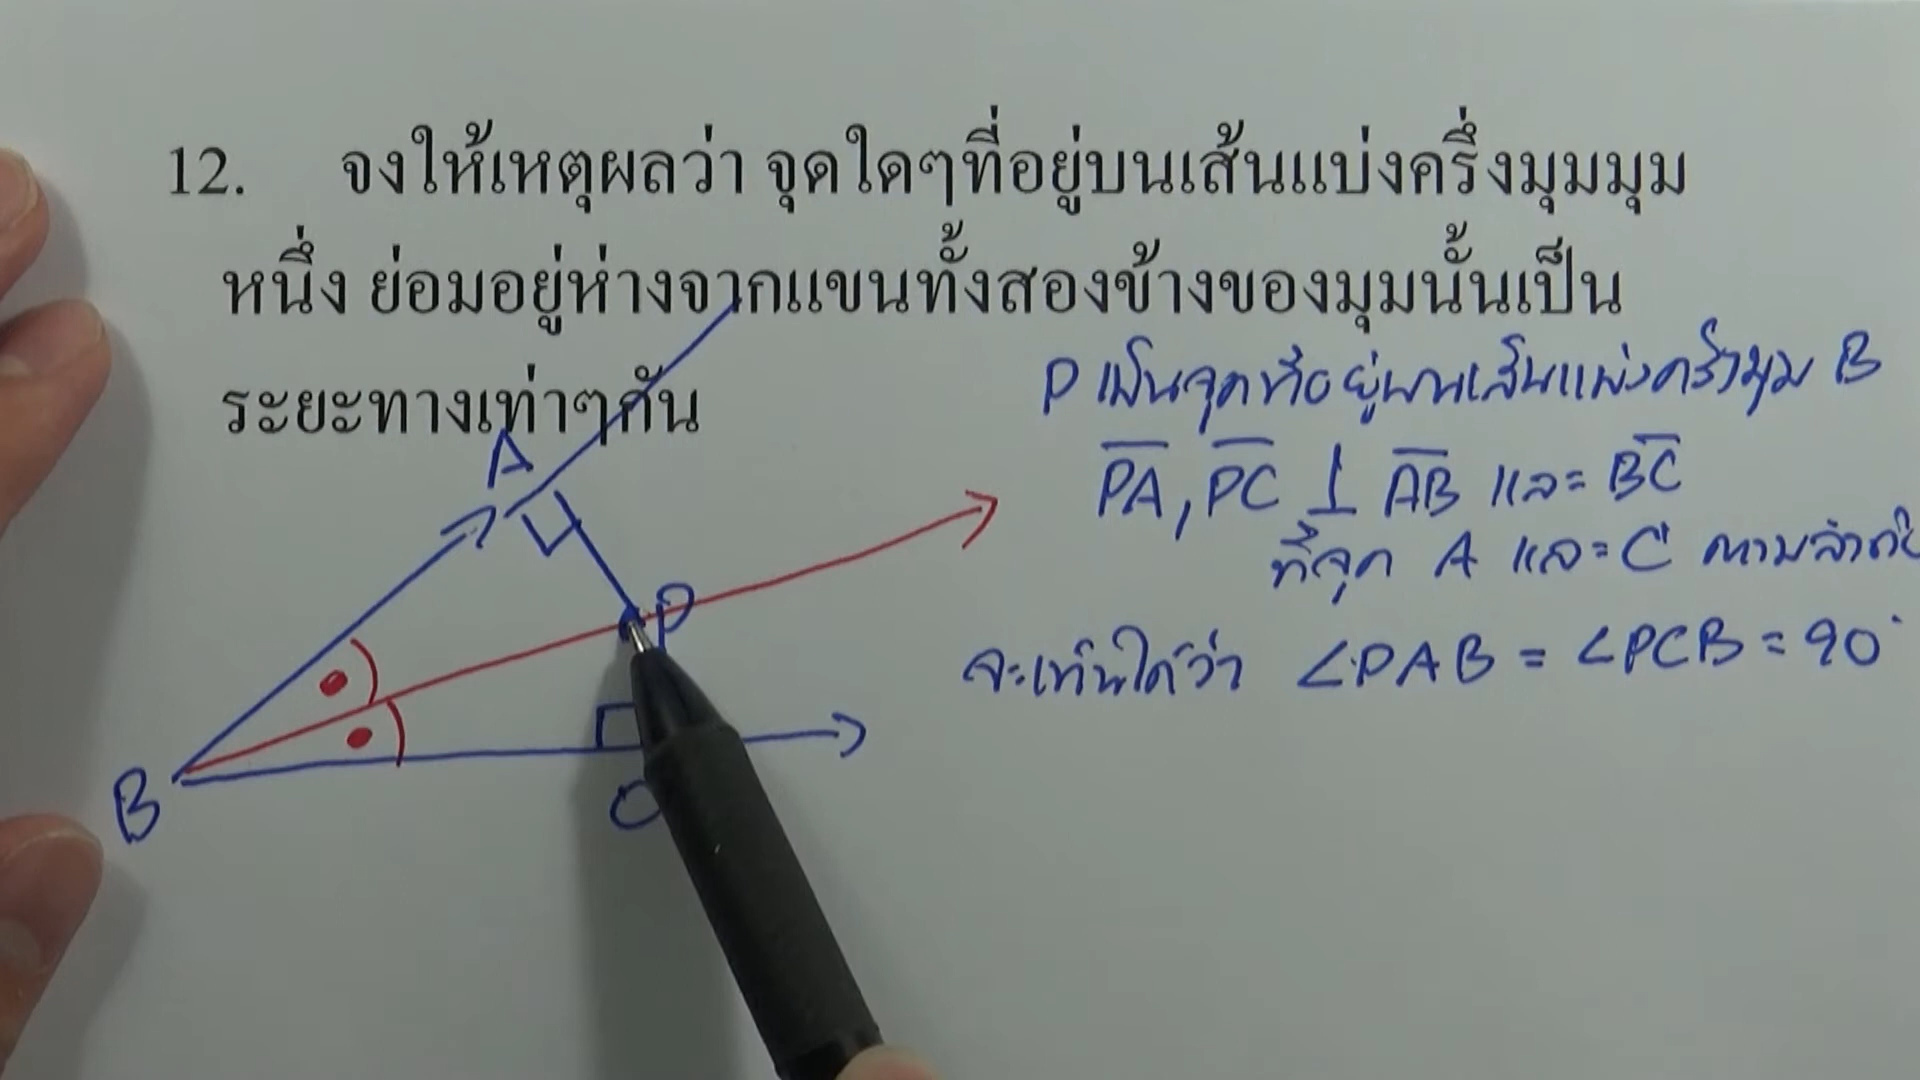 12. จงให้เหตุผลว่า จุดใดๆที่อยู่บนเส้นแบ่งครึ่งมุมมุม
หนึ่ง ย่อมอยู่ห่างจากแขนทั้งสองข้างของมุมนั้นเป็น
ระยะทางเท่าๆกัน
P เป็นจุดที่อยู่บนเส้นแบ่งครึ่งมุม B
PA, PC ⊥ AB และ BC
ที่จุด A และ C ตามลำดับ
จะเห็นได้ว่า ∠PAB = ∠PCB = 90°
A
P
B
C